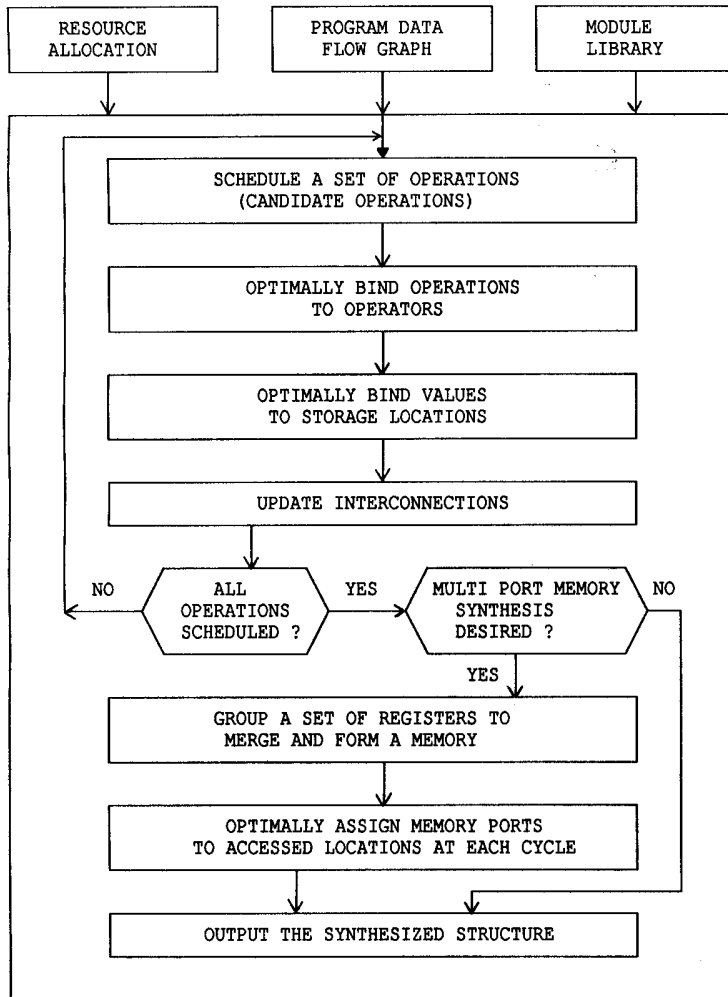 RESOURCE
ALLOCATION
PROGRAM DATA
FLOW GRAPH
MODULE
LIBRARY
SCHEDULE A SET OF OPERATIONS
(CANDIDATE OPERATIONS)
OPTIMALLY BIND OPERATIONS
TO OPERATORS
OPTIMALLY BIND VALUES
TO STORAGE LOCATIONS
UPDATE INTERCONNECTIONS
NO
ALL
OPERATIONS
SCHEDULED ?
YES
MULTI PORT MEMORY
SYNTHESIS
DESIRED ?
NO
YES
GROUP A SET OF REGISTERS TO
MERGE AND FORM A MEMORY
OPTIMALLY ASSIGN MEMORY PORTS
TO ACCESSED LOCATIONS AT EACH CYCLE
OUTPUT THE SYNTHESIZED STRUCTURE